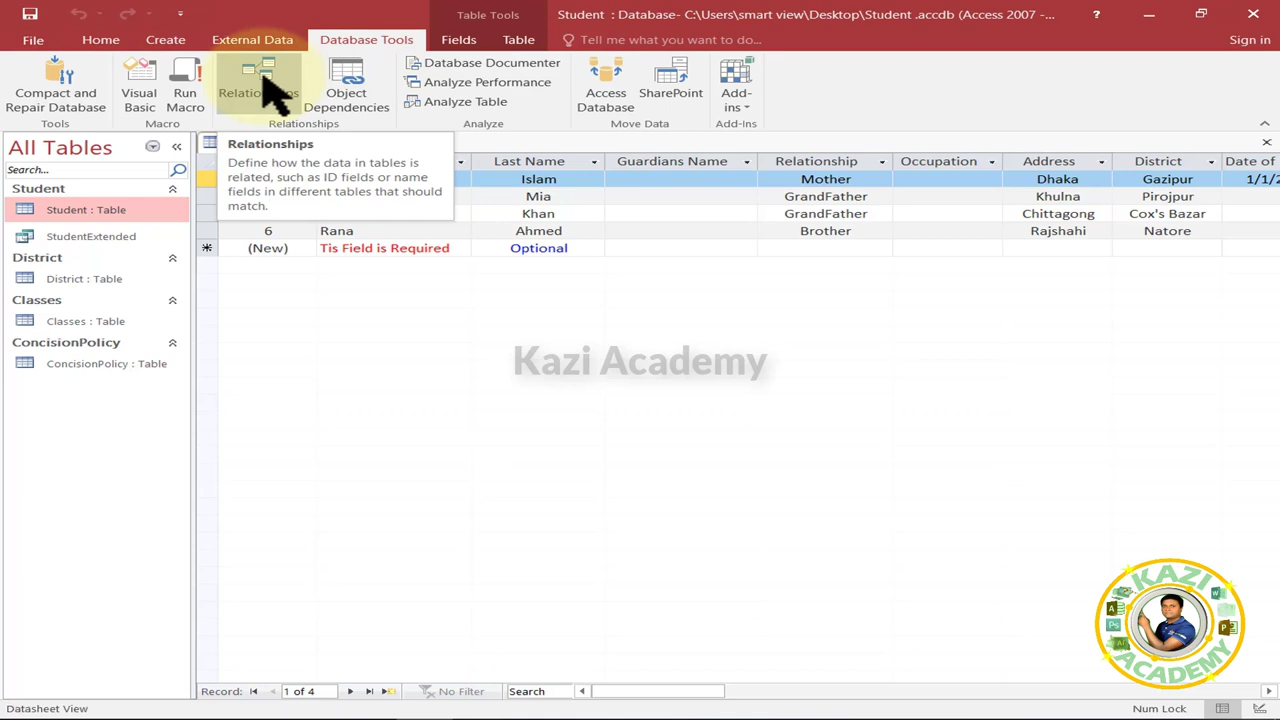 Table Tools
Student : Database- C:\Users\smart view\Desktop\Student .accdb (Access 2007 -...
?
File
Home
Create
External Data
Database Tools
Fields
Table
Tell me what you want to do...
Sign in
Compact and
Repair Database
Visual
Basic
Run
Macro
Object
Dependencies
Database Documenter
Analyze Performance
Analyze Table
Access
Database
SharePoint
Add-
ins
Tools
Macro
Relationships
Analyze
Move Data
Add-Ins
All Tables
Search...
Student
Student : Table
StudentExtended
District
District : Table
Classes
Classes : Table
ConcisionPolicy
ConcisionPolicy : Table
Relationships
Define how the data in tables is
related, such as ID fields or name
fields in different tables that should
match.
Last Name Guardians Name Relationship Occupation Address District Date of
Islam Mother Dhaka Gazipur 1/1/2
Mia GrandFather Khulna Pirojpur
Khan GrandFather Chittagong Cox's Bazar
6 Rana Ahmed Brother Rajshahi Natore
(New) Tis Field is Required Optional
Kazi Academy
KAZI
ACADEMY
Record: 1 of 4 No Filter Search
Datasheet View
Num Lock